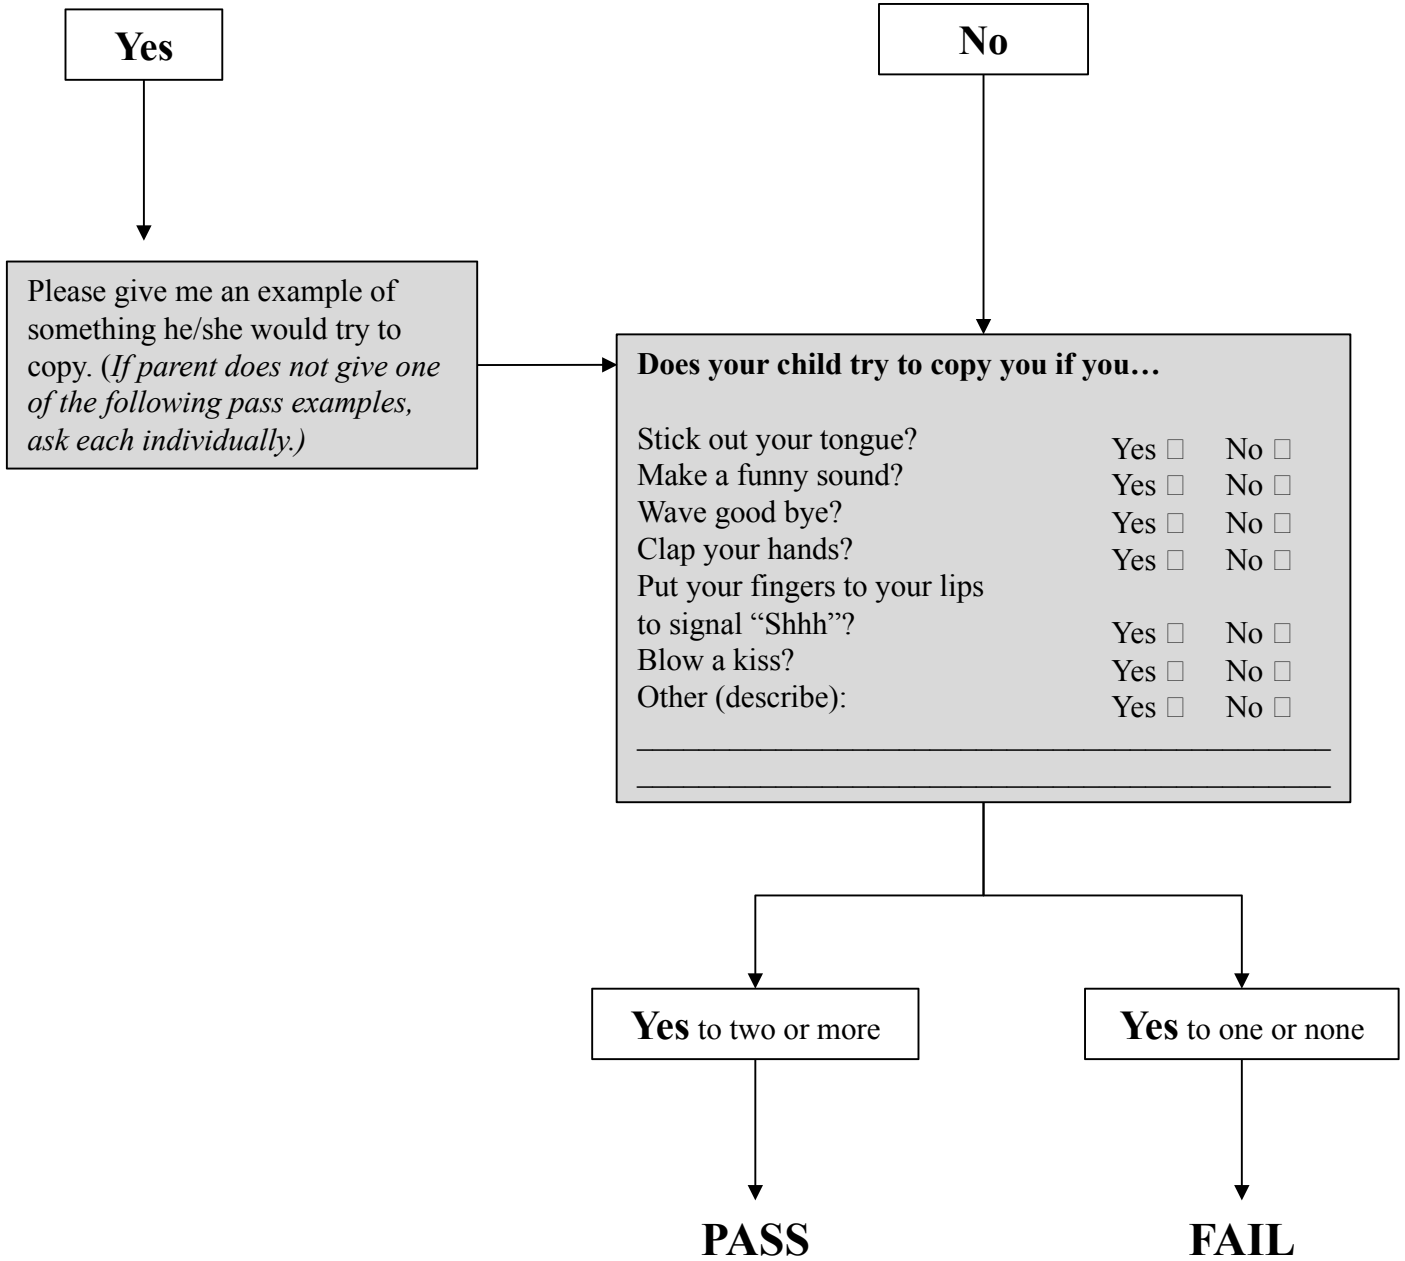 Yes
No
Please give me an example of
something he/she would try to
copy. (If parent does not give one
of the following pass examples,
ask each individually.)
Does your child try to copy you if you…
Stick out your tongue? Yes □ No □
Make a funny sound? Yes □ No □
Wave good bye? Yes □ No □
Clap your hands? Yes □ No □
Put your fingers to your lips
to signal “Shhh”? Yes □ No □
Blow a kiss? Yes □ No □
Other (describe): Yes □ No □
Yes to two or more
Yes to one or none
PASS
FAIL